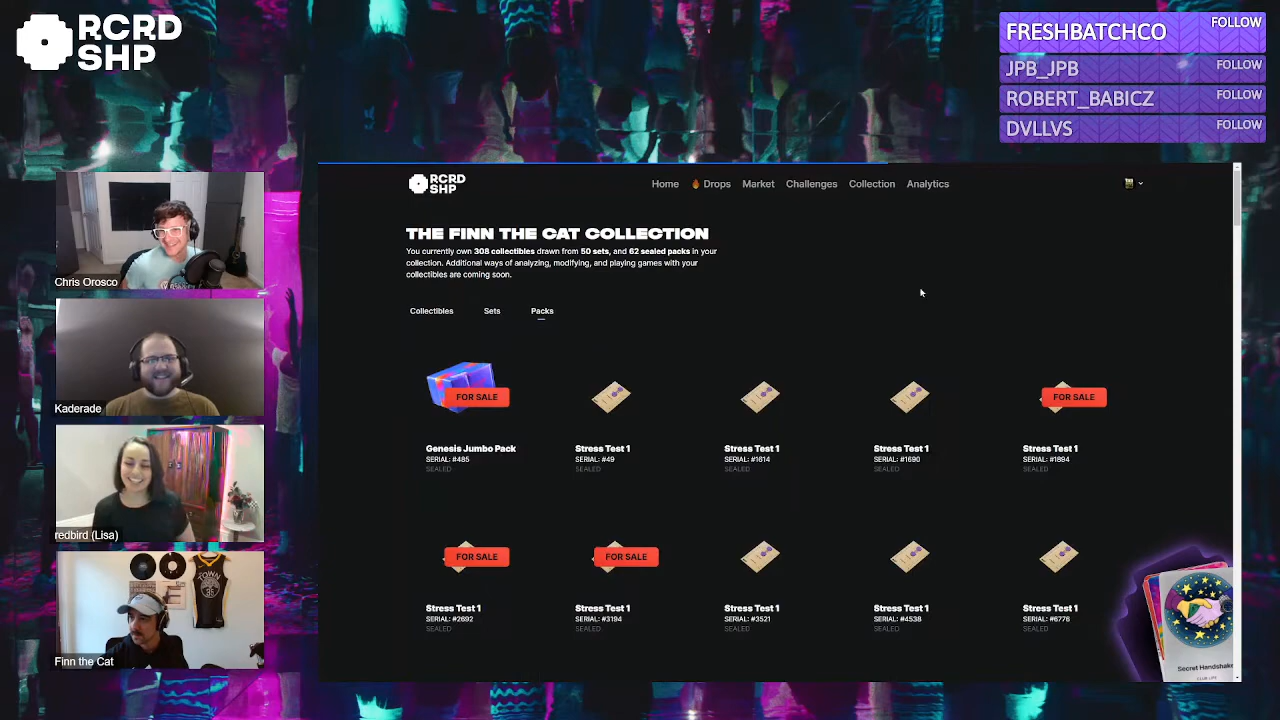 RCRD
SHP
FRESHBATCHCO FOLLOW
JPB_JPB FOLLOW
ROBERT_BABICZ FOLLOW
DVLLVS FOLLOW
Chris Orosco
Kaderade
redbird (Lisa)
TOWN
35
Finn the Cat
RCRD
SHP
Home Drops Market Challenges Collection Analytics
THE FINN THE CAT COLLECTION
You currently own 308 collectibles drawn from 50 sets, and 62 sealed packs in your
collection. Additional ways of analyzing, modifying, and playing games with your
collectibles are coming soon.
Collectibles Sets Packs
FOR SALE FOR SALE
Genesis Jumbo Pack Stress Test 1 Stress Test 1 Stress Test 1 Stress Test 1
SERIAL: #485 SERIAL: #49 SERIAL: #1614 SERIAL: #1690 SERIAL: #1894
SEALED SEALED SEALED SEALED SEALED
FOR SALE FOR SALE
Stress Test 1 Stress Test 1 Stress Test 1 Stress Test 1 Stress Test 1
SERIAL: #2692 SERIAL: #3194 SERIAL: #3521 SERIAL: #4538 SERIAL: #6776
SEALED SEALED SEALED SEALED SEALED
Secret Handshake
CLUB LIFE